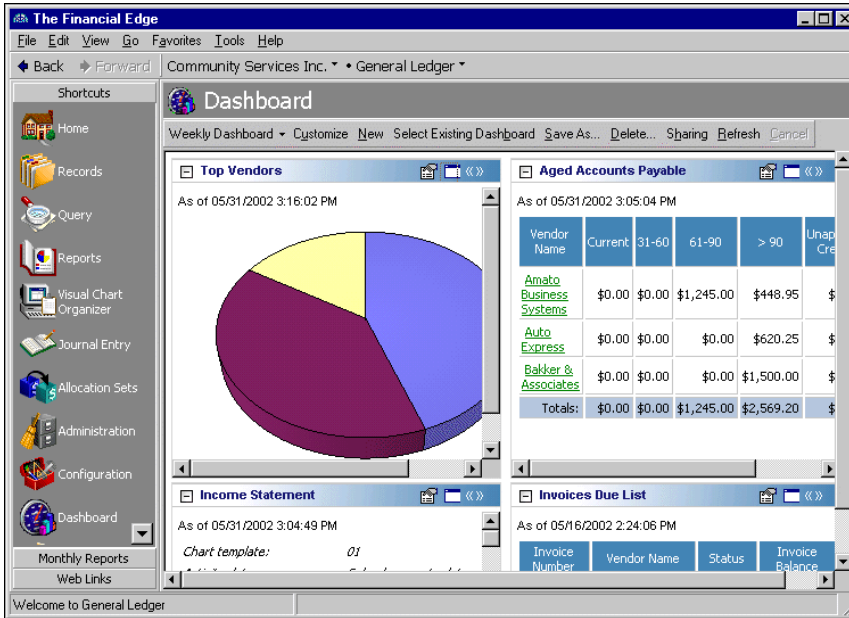 The Financial Edge
File Edit View Go Favorites Tools Help
Back Forward Community Services Inc. • General Ledger
Shortcuts
Home
Records
Query
Reports
Visual Chart
Organizer
Journal Entry
Allocation Sets
Administration
Configuration
Dashboard
Monthly Reports
Web Links
Dashboard
Weekly Dashboard Customize New Select Existing Dashboard Save As... Delete... Sharing Refresh Cancel
Top Vendors
As of 05/31/2002 3:16:02 PM
Aged Accounts Payable
As of 05/31/2002 3:05:04 PM
Vendor
Name Current 31-60 61-90 > 90 Unap
Cre
Amato
Business
Systems $0.00 $0.00 $1,245.00 $448.95 $
Auto
Express $0.00 $0.00 $0.00 $620.25 $
Bakker &
Associates $0.00 $0.00 $0.00 $1,500.00 $
Totals: $0.00 $0.00 $1,245.00 $2,569.20 $
Income Statement
As of 05/31/2002 3:04:49 PM
Chart template: 01
Invoices Due List
As of 05/16/2002 2:24:06 PM
Invoice
Number Vendor Name Status Invoice
Balance
Welcome to General Ledger